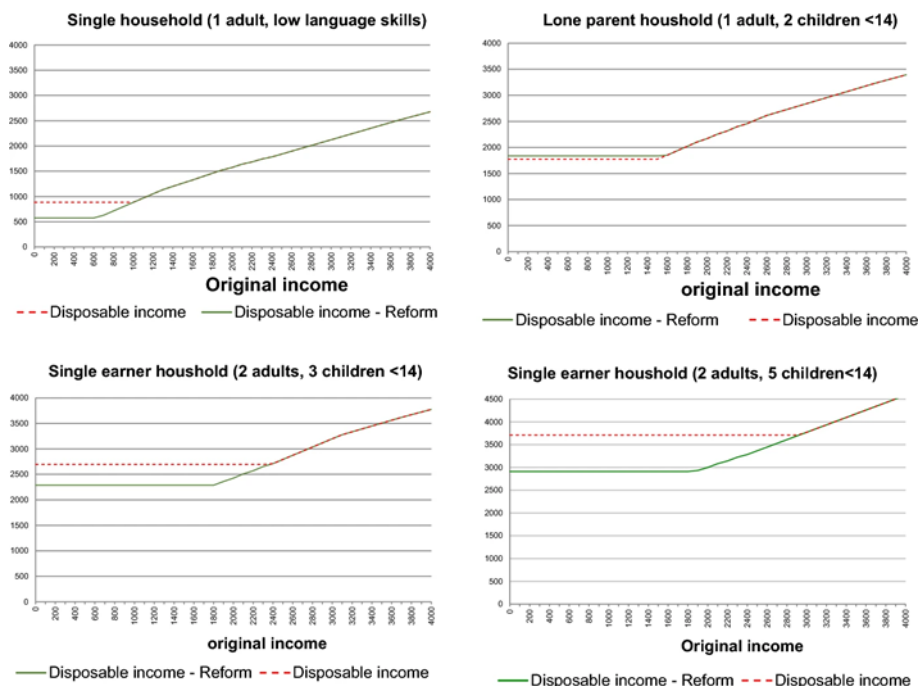 Single household (1 adult, low language skills)
4000
3500
3000
2500
2000
1500
1000
500
0
0 200 400 600 800 1000 1200 1400 1600 1800 2000 2200 2400 2600 2800 3000 3200 3400 3600 3800 4000
Original income
Disposable income Disposable income - Reform
Lone parent houshold (1 adult, 2 children <14)
4000
3500
3000
2500
2000
1500
1000
500
0
0 200 400 600 800 1000 1200 1400 1600 1800 2000 2200 2400 2600 2800 3000 3200 3400 3600 3800 4000
original income
Disposable income - Reform Disposable income
Single earner houshold (2 adults, 3 children <14)
4000
3500
3000
2500
2000
1500
1000
500
0
0 200 400 600 800 1000 1200 1400 1600 1800 2000 2200 2400 2600 2800 3000 3200 3400 3600 3800 4000
original income
Disposable income - Reform Disposable income
Single earner houshold (2 adults, 5 children<14)
4500
4000
3500
3000
2500
2000
1500
1000
500
0
0 200 400 600 800 1000 1200 1400 1600 1800 2000 2200 2400 2600 2800 3000 3200 3400 3600 3800 4000
Original income
Disposable income - Reform Disposable income